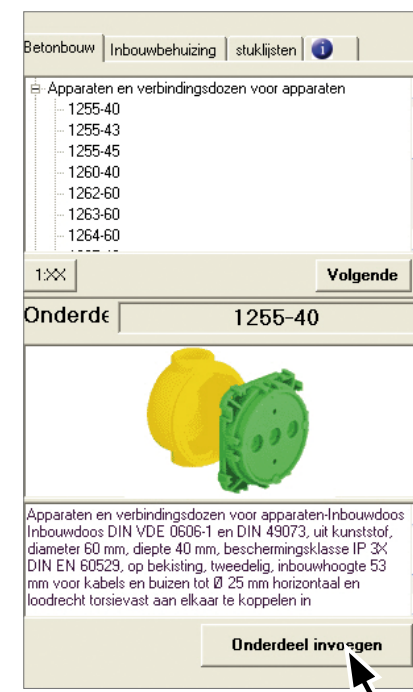 Betonbouw Inbouwbehuizing stuklijsten i
Apparaten en verbindingsdozen voor apparaten
1255-40
1255-43
1255-45
1260-40
1262-60
1263-60
1264-60
1:XX Volgende
Onderde 1255-40
Apparaten en verbindingsdozen voor apparaten-Inbouwdoos
Inbouwdoos DIN VDE 0606-1 en DIN 49073, uit kunststof,
diameter 60 mm, diepte 40 mm, beschermingsklasse IP 3X
DIN EN 60529, op bekisting, tweedelig, inbouwhoogte 53
mm voor kabels en buizen tot Ø 25 mm horizontaal en
loodrecht torsievast aan elkaar te koppelen in
Onderdeel invoegen